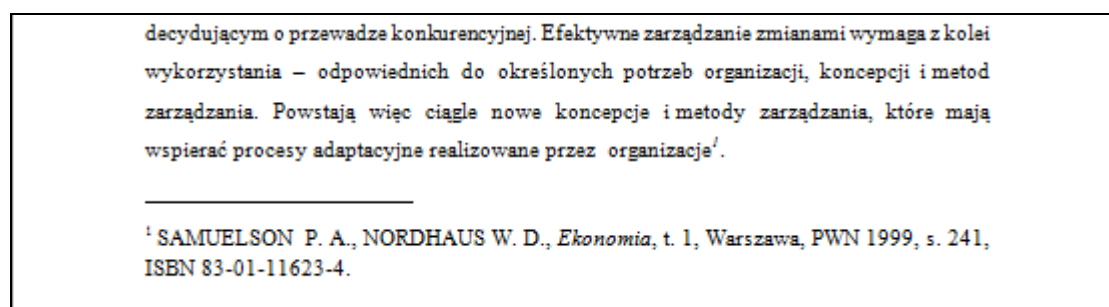 decydującym o przewadze konkurencyjnej. Efektywne zarządzanie zmianami wymaga z kolei
wykorzystania – odpowiednich do określonych potrzeb organizacji, koncepcji i metod
zarządzania. Powstają więc ciągle nowe koncepcje i metody zarządzania, które mają
wspierać procesy adaptacyjne realizowane przez organizacje¹.
¹ SAMUELSON P. A., NORDHAUS W. D., Ekonomia, t. 1, Warszawa, PWN 1999, s. 241,
ISBN 83-01-11623-4.